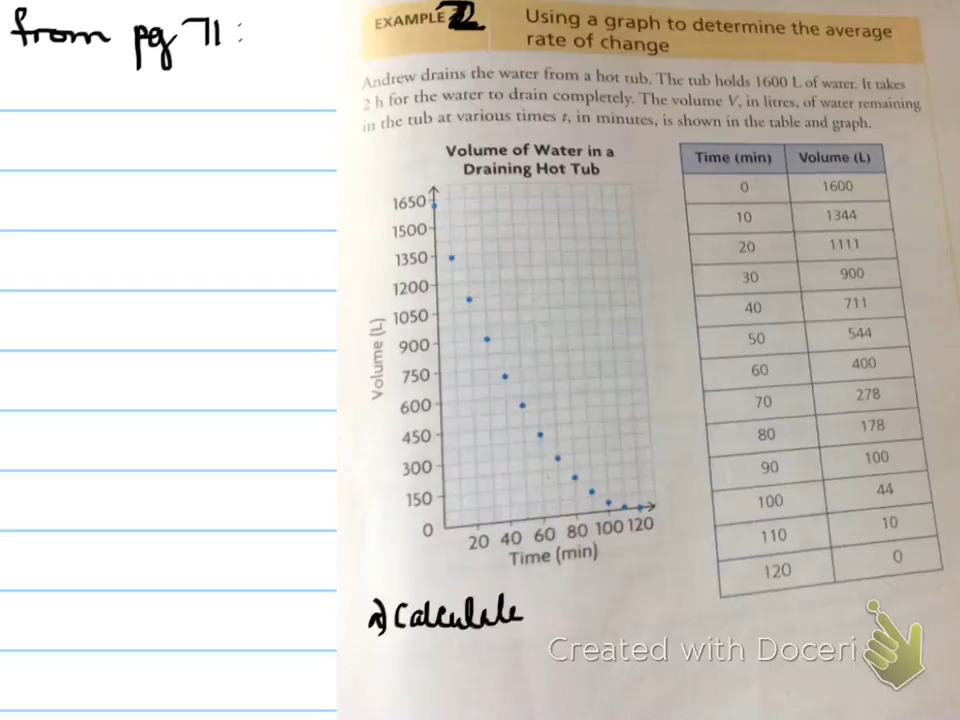 from pg 71:
EXAMPLE 2
Using a graph to determine the average
rate of change
Andrew drains the water from a hot tub. The tub holds 1600 L of water. It takes
2 h for the water to drain completely. The volume V, in litres, of water remaining
in the tub at various times t, in minutes, is shown in the table and graph.
Volume of Water in a
Draining Hot Tub
1650
1500
1350
1200
1050
900
750
600
450
300
150
0
Volume (L)
20 40 60 80 100 120
Time (min)
Time (min) Volume (L)
0 1600
10 1344
20 1111
30 900
40 711
50 544
60 400
70 278
80 178
90 100
100 44
110 10
120 0
a) Calculate
Created with Doceri